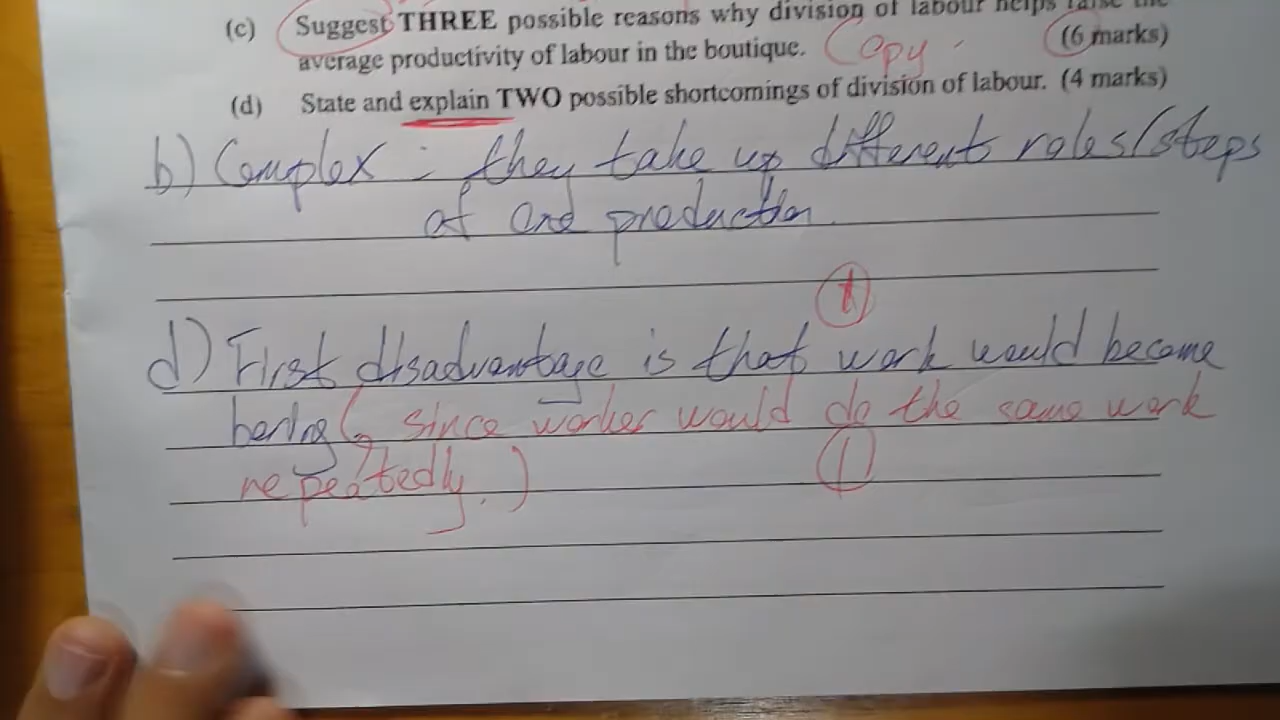 (c) Suggest THREE possible reasons why division of labour helps raise the
average productivity of labour in the boutique. Copy (6 marks)
(d) State and explain TWO possible shortcomings of division of labour. (4 marks)
b) Complex : they take up different roles/steps
of one production.
1
d) First disadvantage is that work would become
boring (, since worker would do the same work
repeatedly.) 1